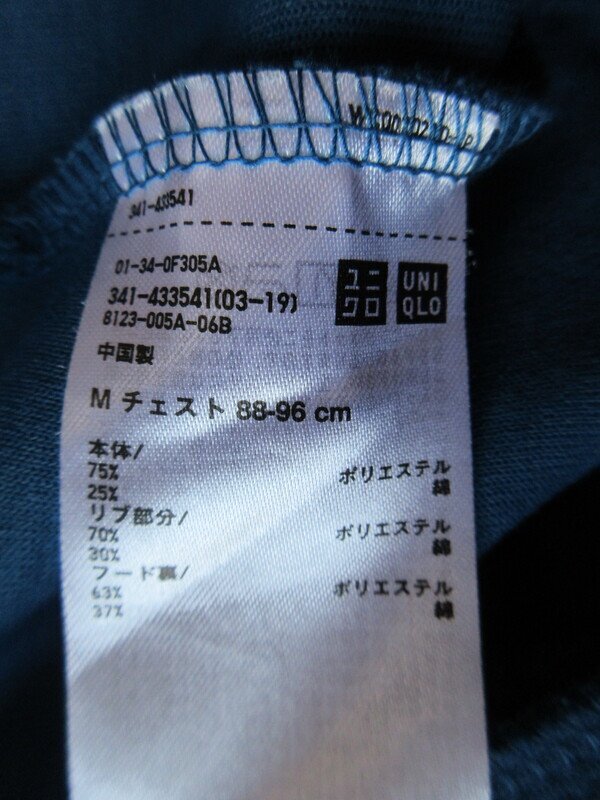 341-433541
01-34-0F305A
341-433541(03-19)
8123-005A-06B
ユニ
クロ
UNI
QLO
中国製
M チェスト 88-96 cm
本体/
75% ポリエステル
25% 綿
リブ部分/
70% ポリエステル
30% 綿
フード裏/
63% ポリエステル
37% 綿